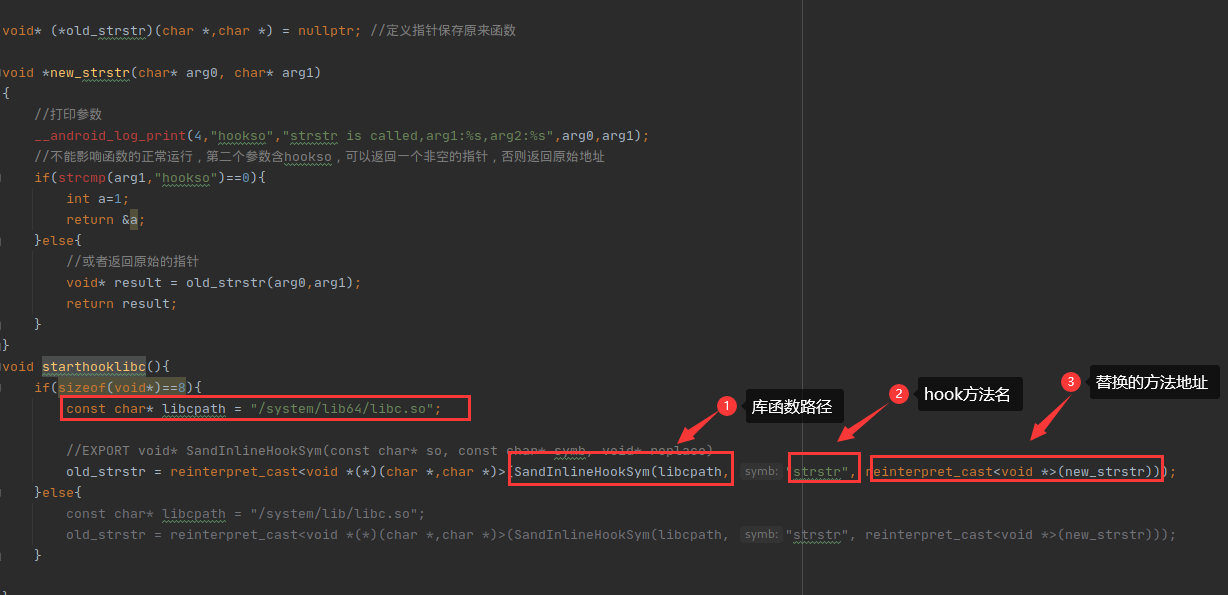 void* (*old_strstr)(char *,char *) = nullptr; //定义指针保存原来函数
void *new_strstr(char* arg0, char* arg1)
{
//打印参数
__android_log_print(4,"hookso","strstr is called,arg1:%s,arg2:%s",arg0,arg1);
//不能影响函数的正常运行，第二个参数含hookso，可以返回一个非空的指针，否则返回原始地址
if(strcmp(arg1,"hookso")==0){
int a=1;
return &a;
}else{
//或者返回原始的指针
void* result = old_strstr(arg0,arg1);
return result;
}
}
void starthooklibc(){
if(sizeof(void*)==8){
const char* libcpath = "/system/lib64/libc.so";
1 库函数路径
2 hook方法名
3 替换的方法地址
//EXPORT void* SandInlineHookSym(const char* so, const char* symb, void* replace)
old_strstr = reinterpret_cast<void *(*)(char *,char *)>(SandInlineHookSym(libcpath, symb: "strstr", reinterpret_cast<void *>(new_strstr)));
}else{
const char* libcpath = "/system/lib/libc.so";
old_strstr = reinterpret_cast<void *(*)(char *,char *)>(SandInlineHookSym(libcpath, symb: "strstr", reinterpret_cast<void *>(new_strstr)));
}